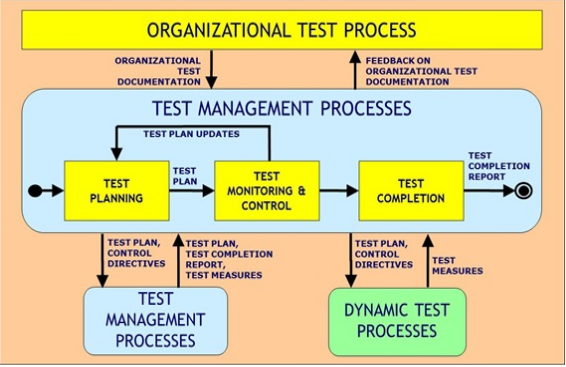 ORGANIZATIONAL TEST PROCESS
ORGANIZATIONAL
TEST
DOCUMENTATION
FEEDBACK ON
ORGANIZATIONAL TEST
DOCUMENTATION
TEST MANAGEMENT PROCESSES
TEST PLAN UPDATES
TEST
PLANNING
TEST
PLAN
TEST
MONITORING &
CONTROL
TEST
COMPLETION
TEST
COMPLETION
REPORT
TEST PLAN,
CONTROL
DIRECTIVES
TEST PLAN,
TEST COMPLETION
REPORT,
TEST MEASURES
TEST PLAN,
CONTROL
DIRECTIVES
TEST
MEASURES
TEST
MANAGEMENT
PROCESSES
DYNAMIC TEST
PROCESSES